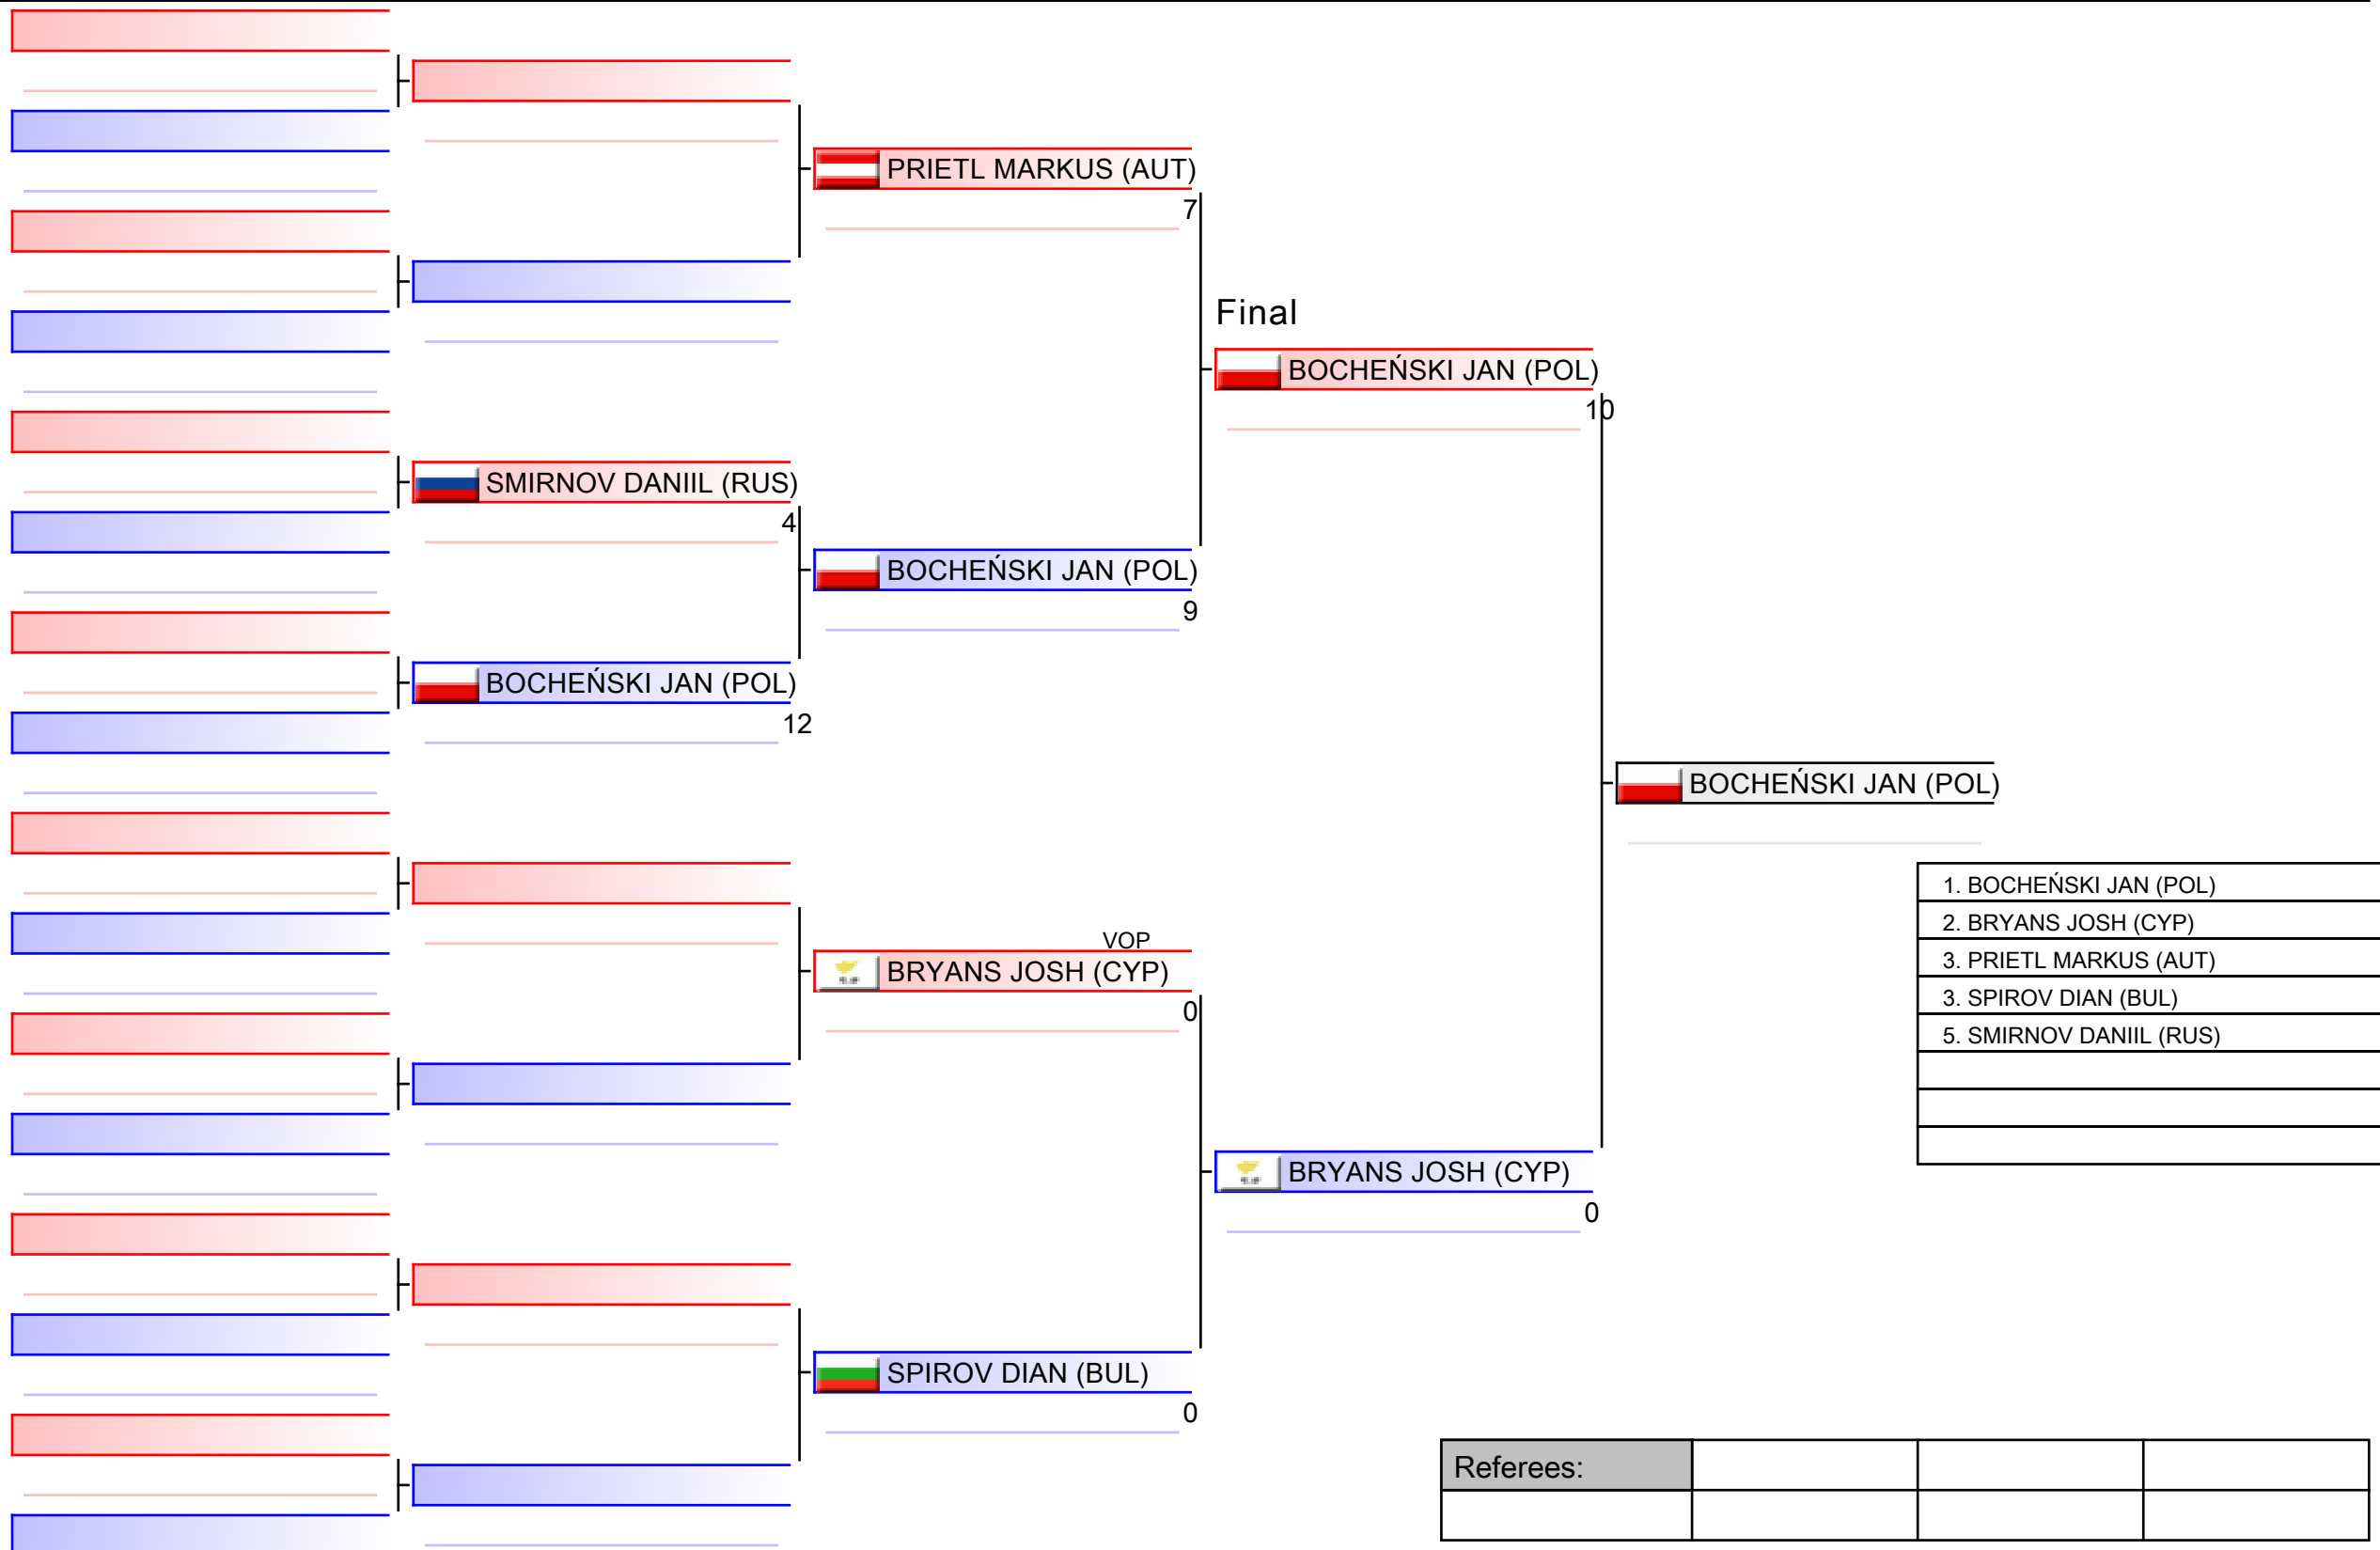 PRIETL MARKUS (AUT)
7
Final
BOCHEŃSKI JAN (POL)
10
SMIRNOV DANIIL (RUS)
4
BOCHEŃSKI JAN (POL)
9
BOCHEŃSKI JAN (POL)
12
BOCHEŃSKI JAN (POL)
1. BOCHEŃSKI JAN (POL)
2. BRYANS JOSH (CYP)
3. PRIETL MARKUS (AUT)
3. SPIROV DIAN (BUL)
5. SMIRNOV DANIIL (RUS)
VOP
BRYANS JOSH (CYP)
0
BRYANS JOSH (CYP)
0
SPIROV DIAN (BUL)
0
Referees: